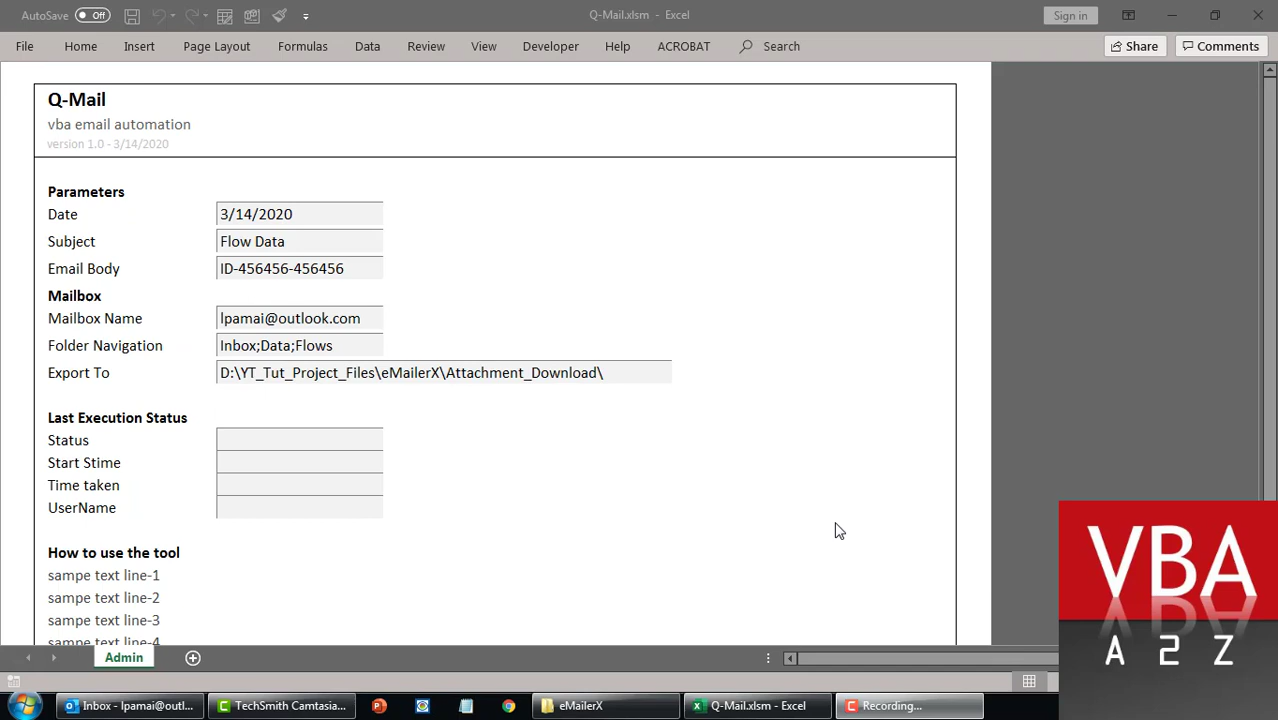 AutoSave Off Q-Mail.xlsm - Excel Sign in
File Home Insert Page Layout Formulas Data Review View Developer Help ACROBAT Search Share Comments
Q-Mail
vba email automation
version 1.0 - 3/14/2020
Parameters
Date 3/14/2020
Subject Flow Data
Email Body ID-456456-456456
Mailbox
Mailbox Name lpamai@outlook.com
Folder Navigation Inbox;Data;Flows
Export To D:\YT_Tut_Project_Files\eMailerX\Attachment_Download\
Last Execution Status
Status
Start Stime
Time taken
UserName
How to use the tool
sampe text line-1
sampe text line-2
sampe text line-3
sampe text line-4
Admin
VBA
A 2 Z
Inbox - lpamai@outl... TechSmith Camtasia... eMailerX Q-Mail.xlsm - Excel Recording...